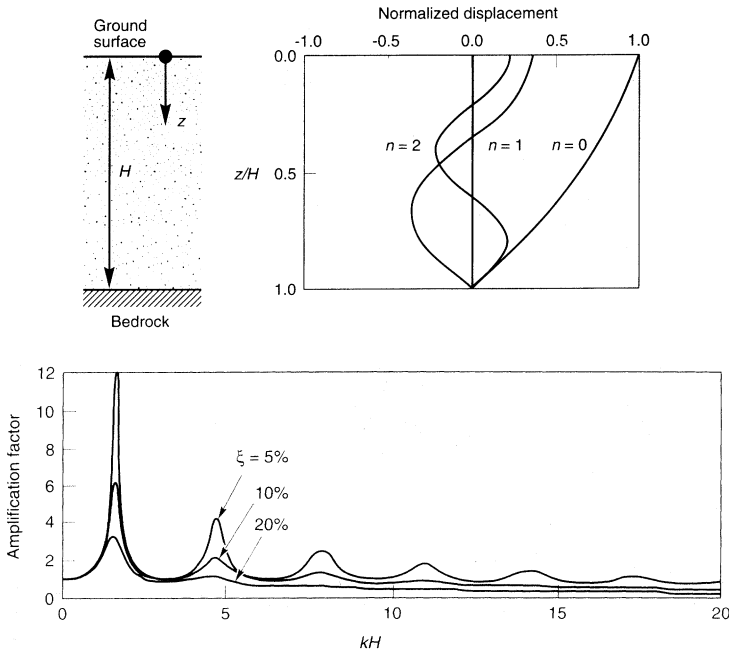 Ground
surface
z
H
Bedrock
Normalized displacement
-1.0 -0.5 0.0 0.5 1.0
0.0
n = 2 n = 1 n = 0
z/H 0.5
1.0
12
10
8
6
4
2
0
Amplification factor
ξ = 5%
10%
20%
0 5 10 15 20
kH